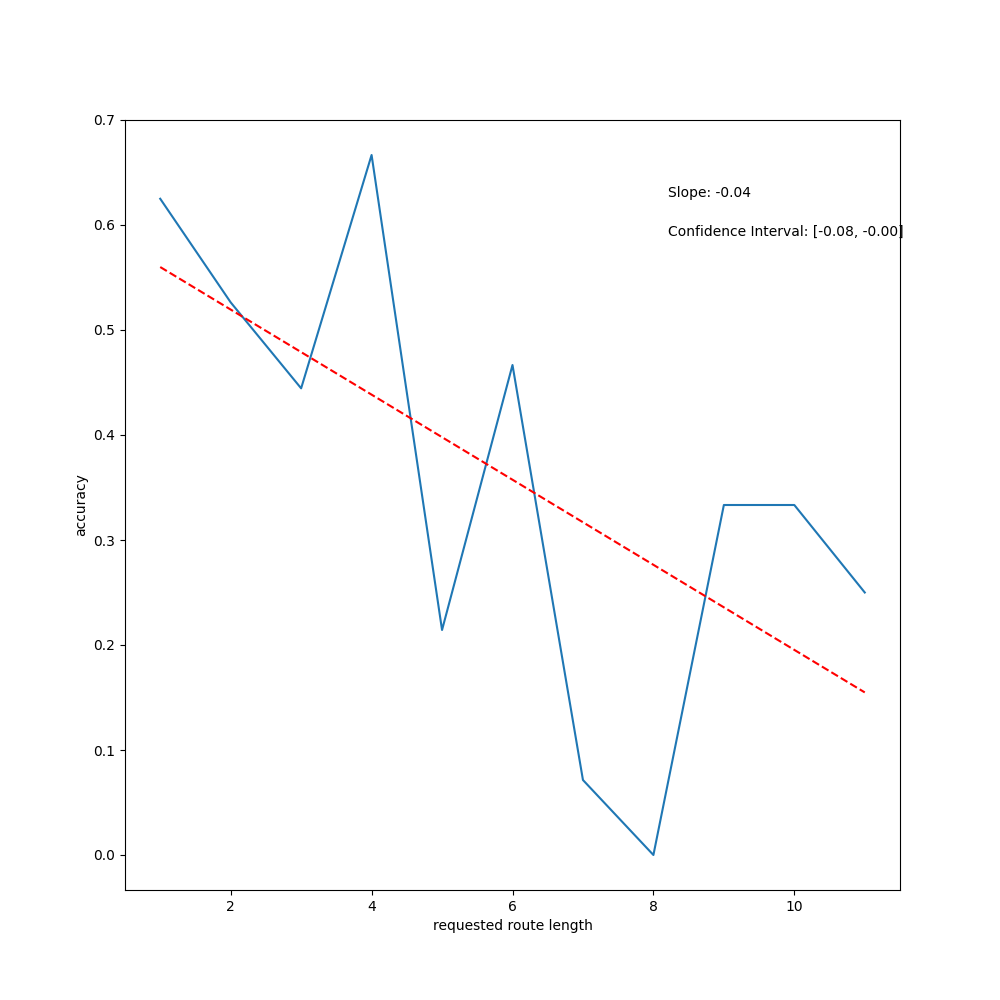 0.7
0.6
0.5
0.4
0.3
0.2
0.1
0.0
accuracy
Slope: -0.04
Confidence Interval: [-0.08, -0.00]
2 4 6 8 10
requested route length